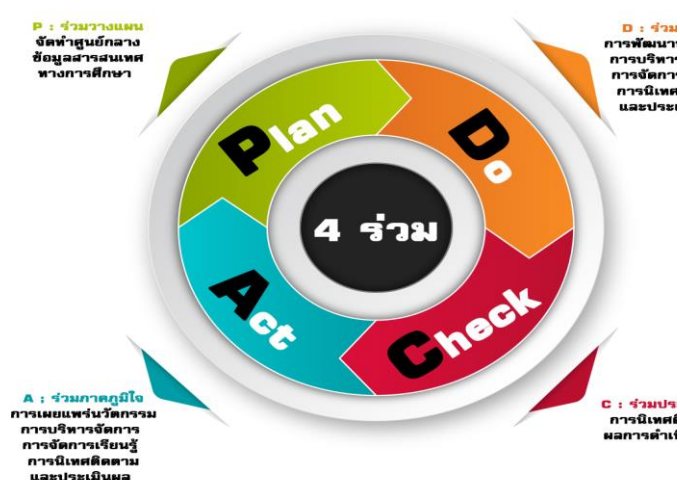 P : ร่วมวางแผน
จัดทำศูนย์กลาง
ข้อมูลสารสนเทศ
ทางการศึกษา
D : ร่วม
การพัฒนา
การบริหาร
การจัดการ
การนิเทศ
และประเ
Plan
Do
4 ร่วม
Act
Check
A : ร่วมภาคภูมิใจ
การเผยแพร่นวัตกรรม
การบริหารจัดการ
การจัดการเรียนรู้
การนิเทศติดตาม
และประเมินผล
C : ร่วมประ
การนิเทศ
ผลการดำเ